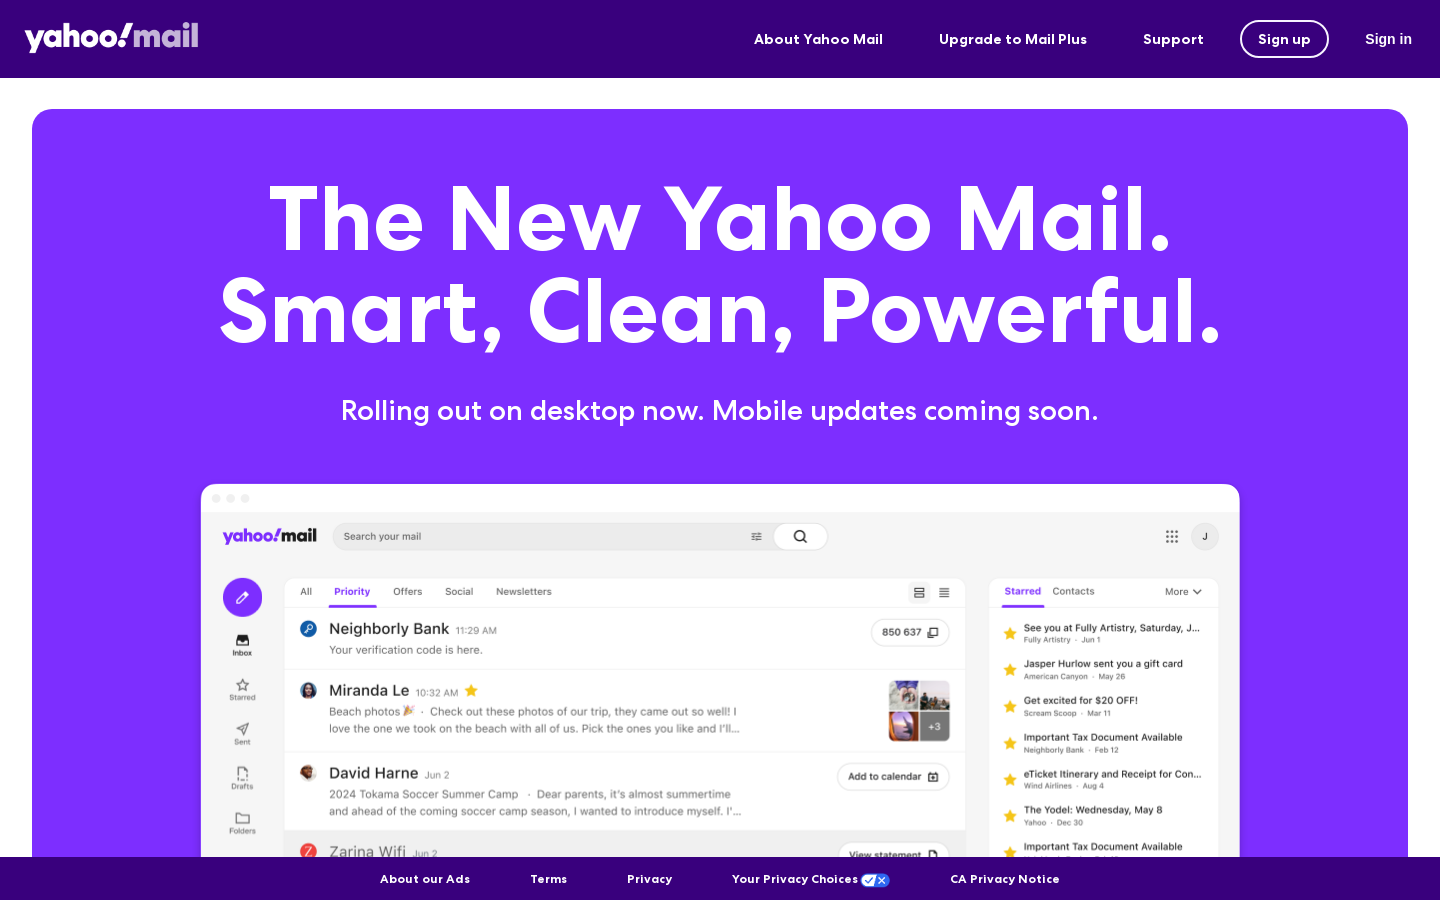 yahoo!mail
About Yahoo Mail
Upgrade to Mail Plus
Support
Sign up
Sign in
The New Yahoo Mail.
Smart, Clean, Powerful.
Rolling out on desktop now. Mobile updates coming soon.
yahoo!mail
Search your mail
J
All
Priority
Offers
Social
Newsletters
Inbox
Starred
Sent
Drafts
Folders
Neighborly Bank 11:29 AM
Your verification code is here.
850 637
Miranda Le 10:32 AM
Beach photos🎉 · Check out these photos of our trip, they came out so well! I
love the one we took on the beach with all of us. Pick the ones you like and I'll...
+3
David Harne Jun 2
2024 Tokama Soccer Summer Camp · Dear parents, it's almost summertime
and ahead of the coming soccer camp season, I wanted to introduce myself. I'...
Add to calendar
Zarina Wifi Jun 2
View statement
Starred
Contacts
More
See you at Fully Artistry, Saturday, J...
Fully Artistry · Jun 1
Jasper Hurlow sent you a gift card
American Canyon · May 26
Get excited for $20 OFF!
Scream Scoop · Mar 11
Important Tax Document Available
Neighborly Bank · Feb 12
eTicket Itinerary and Receipt for Con...
Wind Airlines · Aug 4
The Yodel: Wednesday, May 8
Yahoo · Dec 30
Important Tax Document Available
About our Ads
Terms
Privacy
Your Privacy Choices
CA Privacy Notice